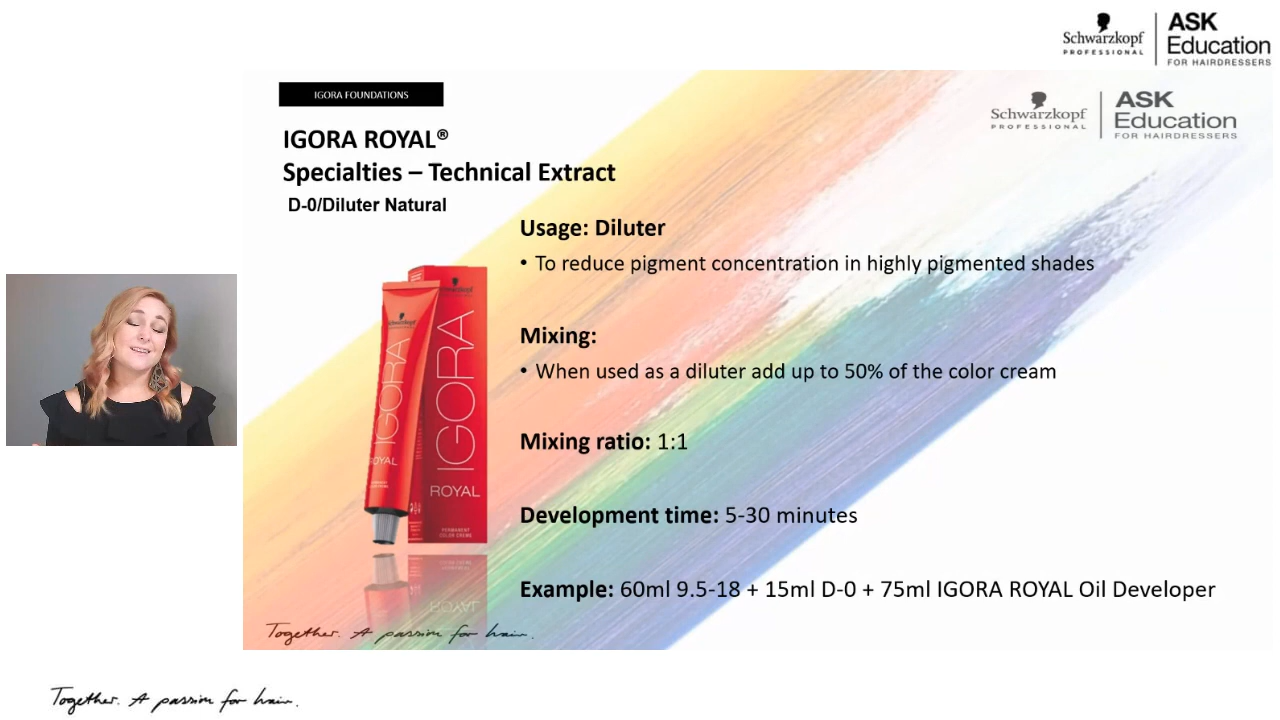 Schwarzkopf
PROFESSIONAL
ASK
Education
FOR HAIRDRESSERS
IGORA FOUNDATIONS
Schwarzkopf
PROFESSIONAL
ASK
Education
FOR HAIRDRESSERS
IGORA ROYAL®
Specialties – Technical Extract
D-0/Diluter Natural
Usage: Diluter
• To reduce pigment concentration in highly pigmented shades
Mixing:
• When used as a diluter add up to 50% of the color cream
Mixing ratio: 1:1
Development time: 5-30 minutes
Example: 60ml 9.5-18 + 15ml D-0 + 75ml IGORA ROYAL Oil Developer
Schwarzkopf
IGORA
ROYAL
IGORA
ROYAL
PERMANENT
COLOR CREME
Together. A passion for hair.
Together. A passion for hair.